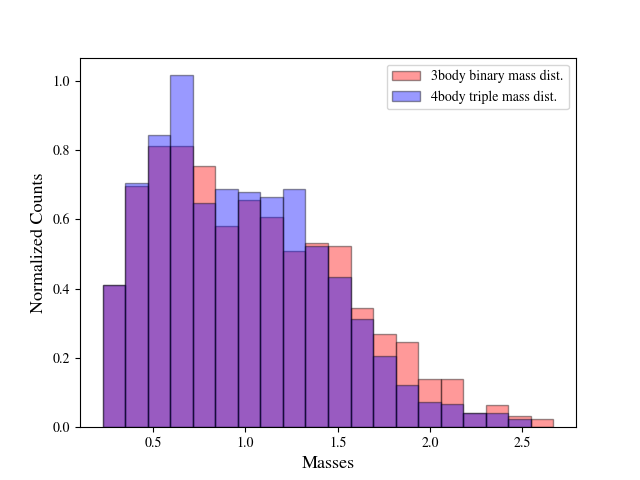 3body binary mass dist.
4body triple mass dist.
Normalized Counts
1.0
0.8
0.6
0.4
0.2
0.0
0.5 1.0 1.5 2.0 2.5
Masses